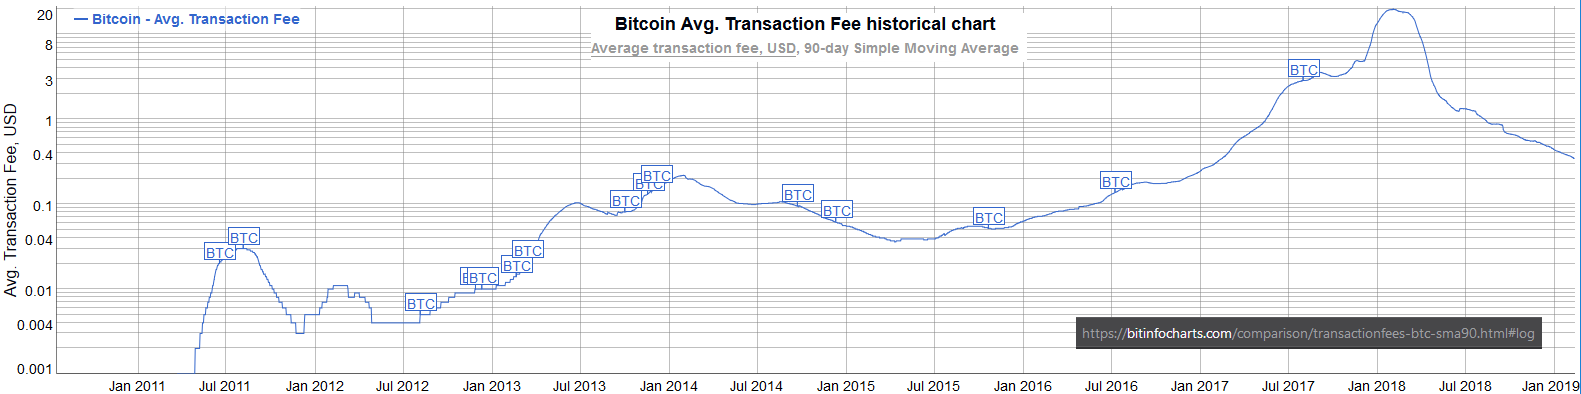 Bitcoin - Avg. Transaction Fee
Bitcoin Avg. Transaction Fee historical chart
Average transaction fee, USD, 90-day Simple Moving Average
Avg. Transaction Fee, USD
20
8
3
1
0.4
0.1
0.04
0.01
0.004
0.001
BTC
BTC
BTC
BTC
BTC
BTC
BTC
BTC
BTC
BTC
BTC
BTC
BTC
BTC
https://bitinfocharts.com/comparison/transactionfees-btc-sma90.html#log
Jan 2011 Jul 2011 Jan 2012 Jul 2012 Jan 2013 Jul 2013 Jan 2014 Jul 2014 Jan 2015 Jul 2015 Jan 2016 Jul 2016 Jan 2017 Jul 2017 Jan 2018 Jul 2018 Jan 2019